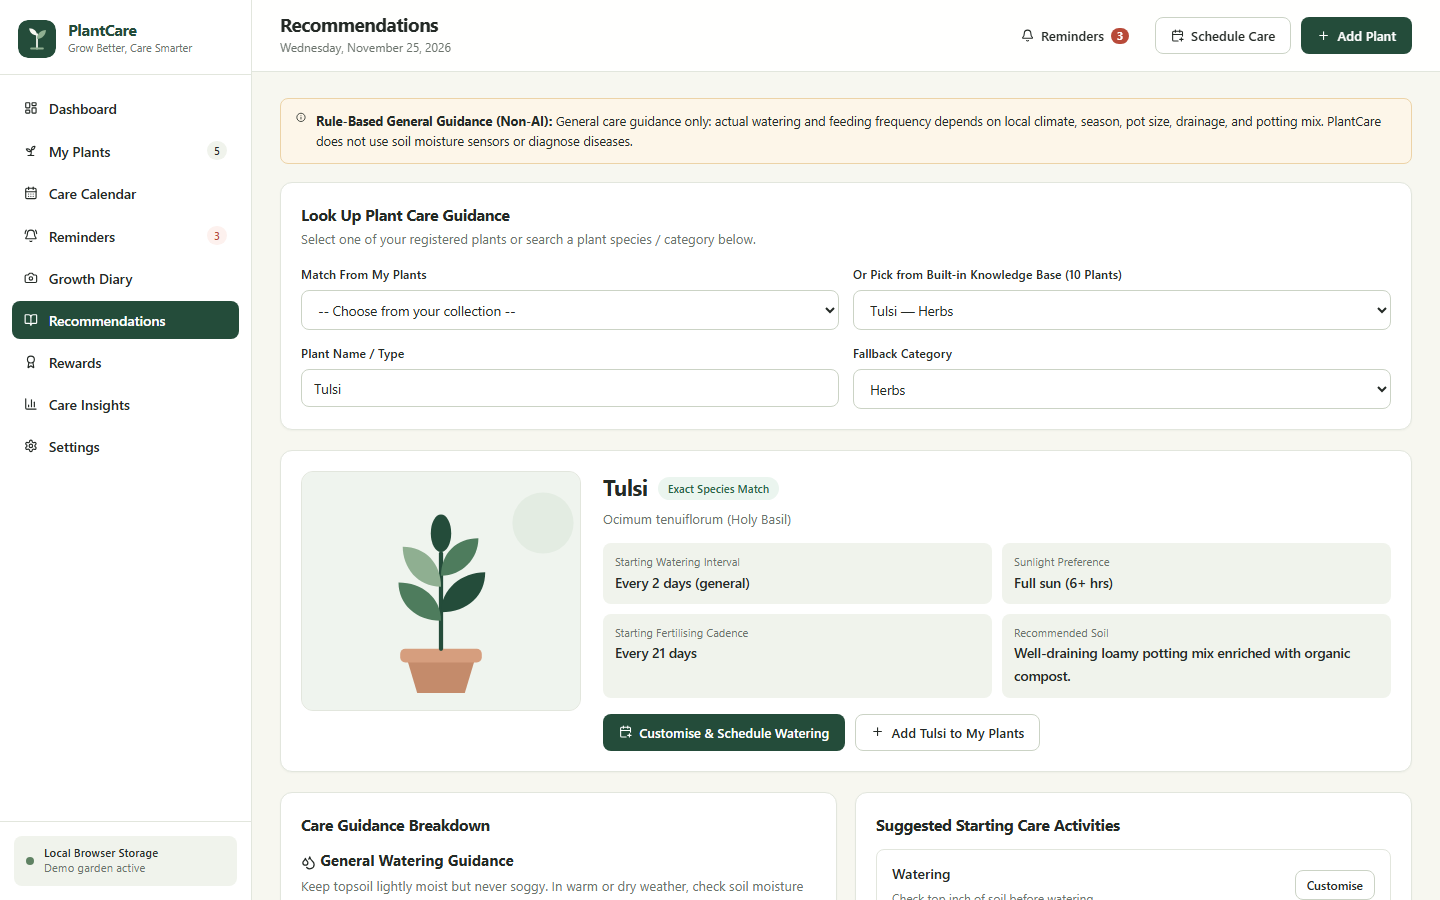 PlantCare
Grow Better, Care Smarter
Dashboard
My Plants
5
Care Calendar
Reminders
3
Growth Diary
Recommendations
Rewards
Care Insights
Settings
Local Browser Storage
Demo garden active
Recommendations
Wednesday, November 25, 2026
Reminders 3
Schedule Care
Add Plant
Rule-Based General Guidance (Non-AI): General care guidance only: actual watering and feeding frequency depends on local climate, season, pot size, drainage, and potting mix. PlantCare
does not use soil moisture sensors or diagnose diseases.
Look Up Plant Care Guidance
Select one of your registered plants or search a plant species / category below.
Match From My Plants
-- Choose from your collection --
Or Pick from Built-in Knowledge Base (10 Plants)
Tulsi — Herbs
Plant Name / Type
Tulsi
Fallback Category
Herbs
Tulsi
Exact Species Match
Ocimum tenuiflorum (Holy Basil)
Starting Watering Interval
Every 2 days (general)
Sunlight Preference
Full sun (6+ hrs)
Starting Fertilising Cadence
Every 21 days
Recommended Soil
Well-draining loamy potting mix enriched with organic
compost.
Customise & Schedule Watering
Add Tulsi to My Plants
Care Guidance Breakdown
General Watering Guidance
Keep topsoil lightly moist but never soggy. In warm or dry weather, check soil moisture
Suggested Starting Care Activities
Watering
Check top inch of soil before watering
Customise